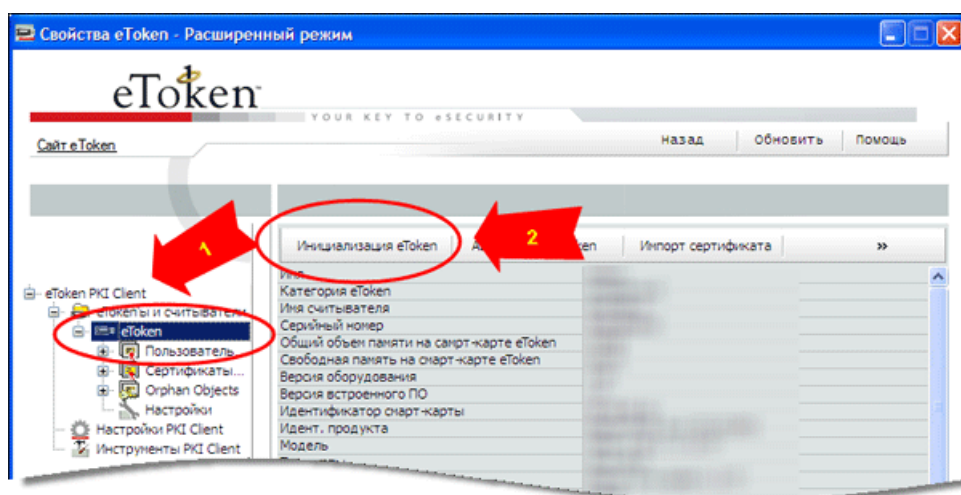 Свойства eToken - Расширенный режим
eToken
YOUR KEY TO eSECURITY
Сайт eToken
Назад Обновить Помощь
1
2
Инициализация eToken Импорт сертификата »
eToken PKI Client
eToken'ы и считыватели
eToken
Пользователь
Сертификаты...
Orphan Objects
Настройки
Настройки PKI Client
Инструменты PKI Client
Имя
Категория eToken
Имя считывателя
Серийный номер
Общий объем памяти на сматр-карте eToken
Свободная память на смарт-карте eToken
Версия оборудования
Версия встроенного ПО
Идентификатор смарт-карты
Идент. продукта
Модель